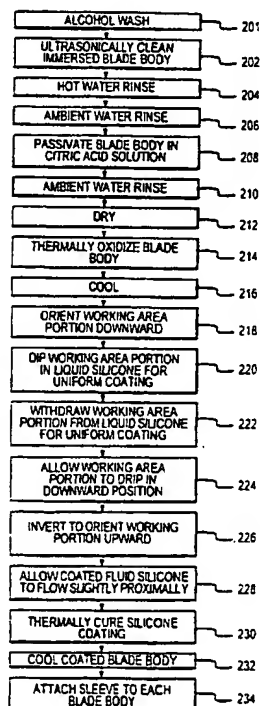 ALCOHOL WASH 201
ULTRASONICALLY CLEAN
IMMERSED BLADE BODY 202
HOT WATER RINSE 204
AMBIENT WATER RINSE 206
PASSIVATE BLADE BODY IN
CITRIC ACID SOLUTION 208
AMBIENT WATER RINSE 210
DRY 212
THERMALLY OXIDIZE BLADE
BODY 214
COOL 216
ORIENT WORKING AREA
PORTION DOWNWARD 218
DIP WORKING AREA PORTION
IN LIQUID SILICONE FOR
UNIFORM COATING 220
WITHDRAW WORKING AREA
PORTION FROM LIQUID SILICONE
FOR UNIFORM COATING 222
ALLOW WORKING AREA
PORTION TO DRIP IN
DOWNWARD POSITION 224
INVERT TO ORIENT WORKING
PORTION UPWARD 226
ALLOW COATED FLUID SILICONE
TO FLOW SLIGHTLY PROXIMALLY 228
THERMALLY CURE SILICONE
COATING 230
COOL COATED BLADE BODY 232
ATTACH SLEEVE TO EACH
BLADE BODY 234